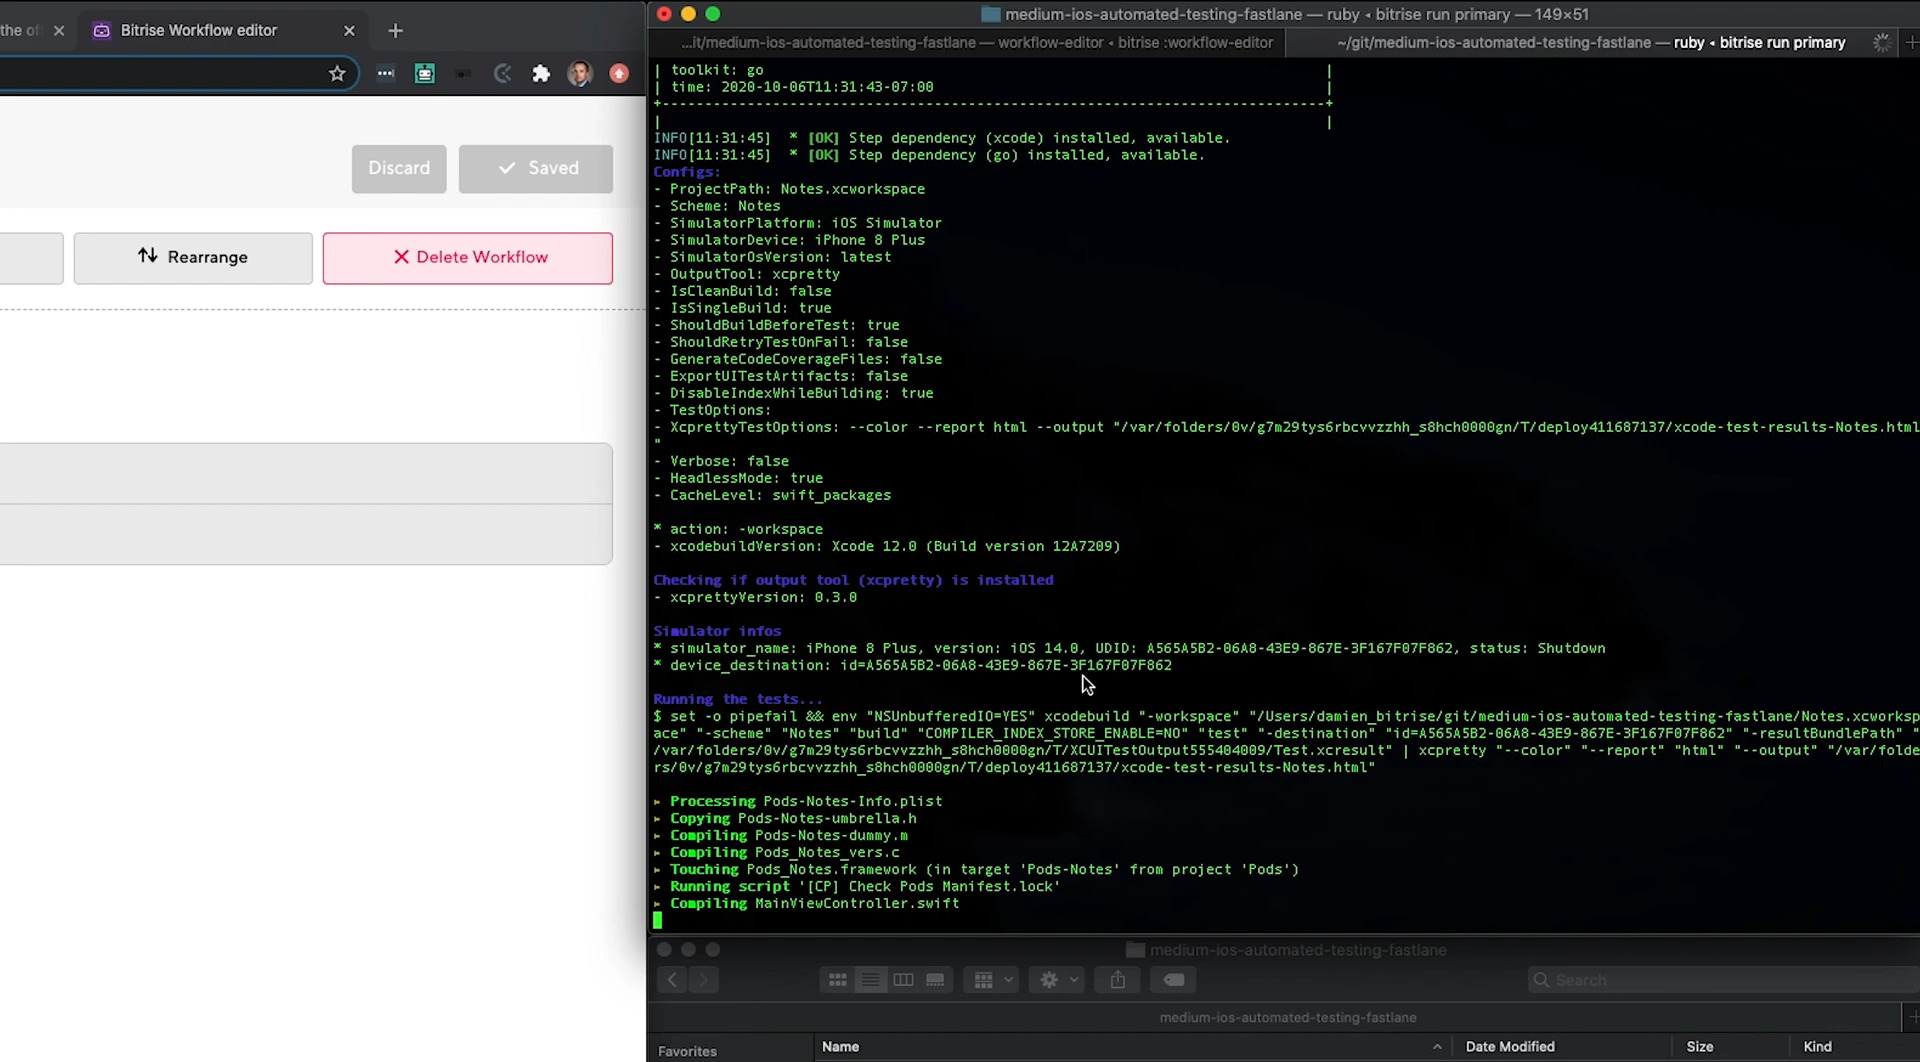 the of
Bitrise Workflow editor
Discard
Saved
Rearrange
Delete Workflow
medium-ios-automated-testing-fastlane — ruby ◂ bitrise run primary — 149×51
...it/medium-ios-automated-testing-fastlane — workflow-editor ◂ bitrise :workflow-editor
~/git/medium-ios-automated-testing-fastlane — ruby ◂ bitrise run primary
| toolkit: go |
| time: 2020-10-06T11:31:43-07:00 |
+------------------------------------------------------------------------------+
| |
INFO[11:31:45] * [OK] Step dependency (xcode) installed, available.
INFO[11:31:45] * [OK] Step dependency (go) installed, available.
Configs:
- ProjectPath: Notes.xcworkspace
- Scheme: Notes
- SimulatorPlatform: iOS Simulator
- SimulatorDevice: iPhone 8 Plus
- SimulatorOsVersion: latest
- OutputTool: xcpretty
- IsCleanBuild: false
- IsSingleBuild: true
- ShouldBuildBeforeTest: true
- ShouldRetryTestOnFail: false
- GenerateCodeCoverageFiles: false
- ExportUITestArtifacts: false
- DisableIndexWhileBuilding: true
- TestOptions:
- XcprettyTestOptions: --color --report html --output "/var/folders/0v/g7m29tys6rbcvvzzhh_s8hch0000gn/T/deploy411687137/xcode-test-results-Notes.html
"
- Verbose: false
- HeadlessMode: true
- CacheLevel: swift_packages
* action: -workspace
- xcodebuildVersion: Xcode 12.0 (Build version 12A7209)
Checking if output tool (xcpretty) is installed
- xcprettyVersion: 0.3.0
Simulator infos
* simulator_name: iPhone 8 Plus, version: iOS 14.0, UDID: A565A5B2-06A8-43E9-867E-3F167F07F862, status: Shutdown
* device_destination: id=A565A5B2-06A8-43E9-867E-3F167F07F862
Running the tests...
$ set -o pipefail && env "NSUnbufferedIO=YES" xcodebuild "-workspace" "/Users/damien_bitrise/git/medium-ios-automated-testing-fastlane/Notes.xcworksp
ace" "-scheme" "Notes" "build" "COMPILER_INDEX_STORE_ENABLE=NO" "test" "-destination" "id=A565A5B2-06A8-43E9-867E-3F167F07F862" "-resultBundlePath" "
/var/folders/0v/g7m29tys6rbcvvzzhh_s8hch0000gn/T/XCUITestOutput555404009/Test.xcresult" | xcpretty "--color" "--report" "html" "--output" "/var/folde
rs/0v/g7m29tys6rbcvvzzhh_s8hch0000gn/T/deploy411687137/xcode-test-results-Notes.html"
▸ Processing Pods-Notes-Info.plist
▸ Copying Pods-Notes-umbrella.h
▸ Compiling Pods-Notes-dummy.m
▸ Compiling Pods_Notes_vers.c
▸ Touching Pods_Notes.framework (in target 'Pods-Notes' from project 'Pods')
▸ Running script '[CP] Check Pods Manifest.lock'
▸ Compiling MainViewController.swift
medium-ios-automated-testing-fastlane
Search
medium-ios-automated-testing-fastlane
Favorites
Name
Date Modified
Size
Kind